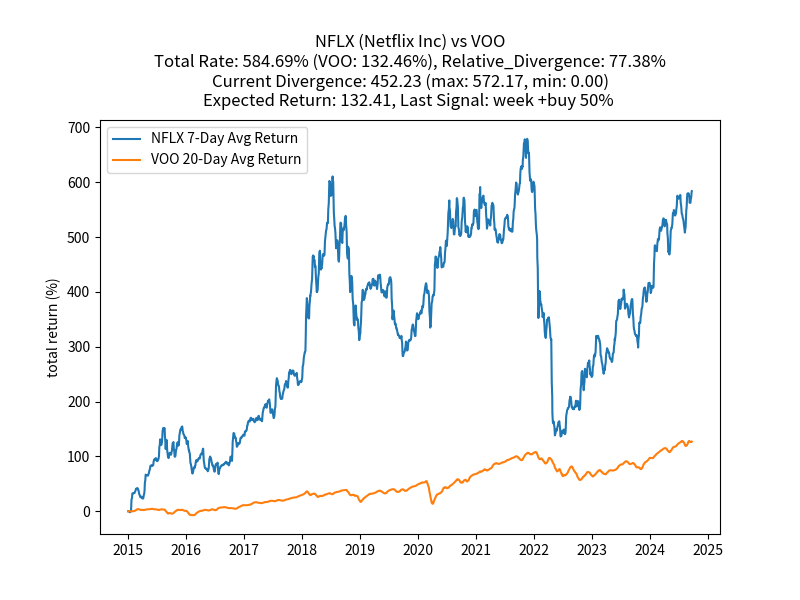 NFLX (Netflix Inc) vs VOO
Total Rate: 584.69% (VOO: 132.46%), Relative_Divergence: 77.38%
Current Divergence: 452.23 (max: 572.17, min: 0.00)
Expected Return: 132.41, Last Signal: week +buy 50%
NFLX 7-Day Avg Return
VOO 20-Day Avg Return
total return (%)
700
600
500
400
300
200
100
0
2015 2016 2017 2018 2019 2020 2021 2022 2023 2024 2025